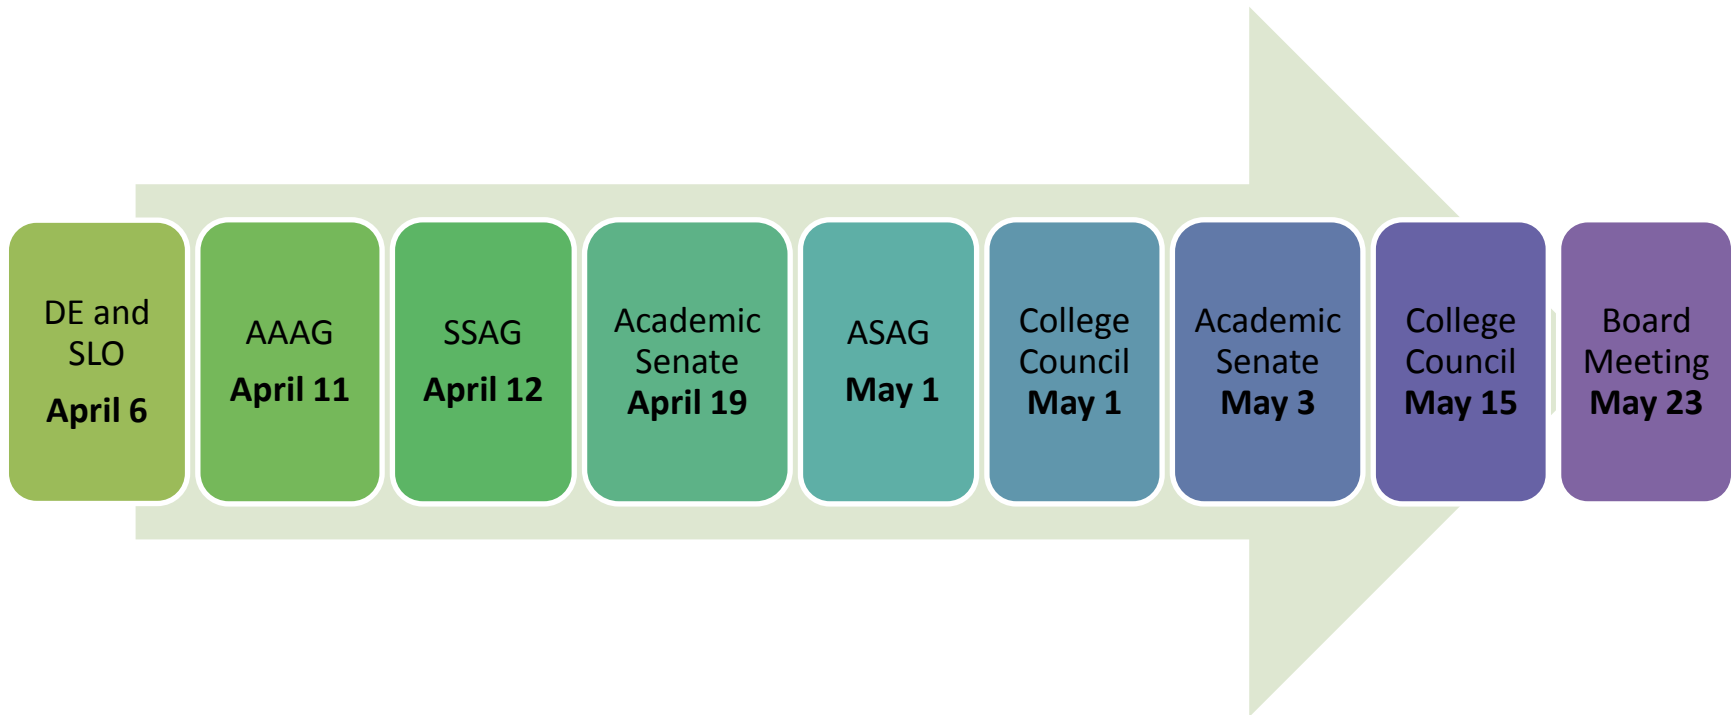 DE and
SLO
April 6
AAAG
April 11
SSAG
April 12
Academic
Senate
April 19
ASAG
May 1
College
Council
May 1
Academic
Senate
May 3
College
Council
May 15
Board
Meeting
May 23